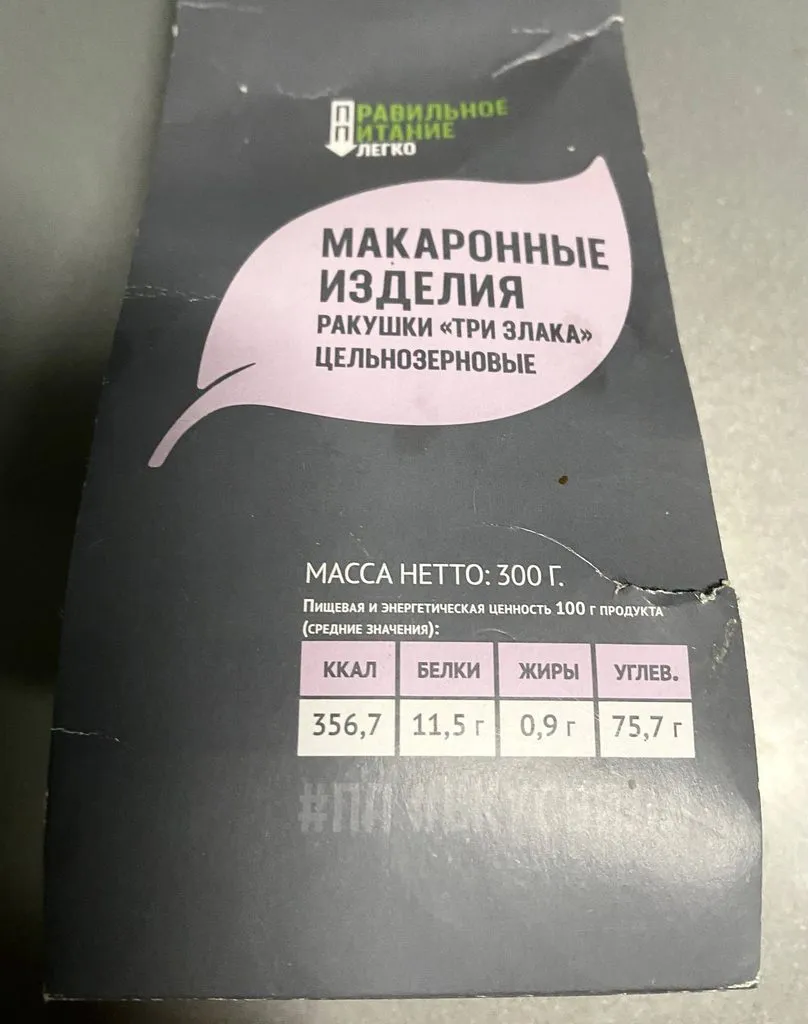 ПРАВИЛЬНОЕ
ПИТАНИЕ
ЛЕГКО
МАКАРОННЫЕ
ИЗДЕЛИЯ
РАКУШКИ «ТРИ ЗЛАКА»
ЦЕЛЬНОЗЕРНОВЫЕ
МАССА НЕТТО: 300 Г.
ПИЩЕВАЯ И ЭНЕРГЕТИЧЕСКАЯ ЦЕННОСТЬ 100 Г ПРОДУКТА
(СРЕДНИЕ ЗНАЧЕНИЯ):
ККАЛ БЕЛКИ ЖИРЫ УГЛЕВ.
356,7 11,5 г 0,9 г 75,7 г